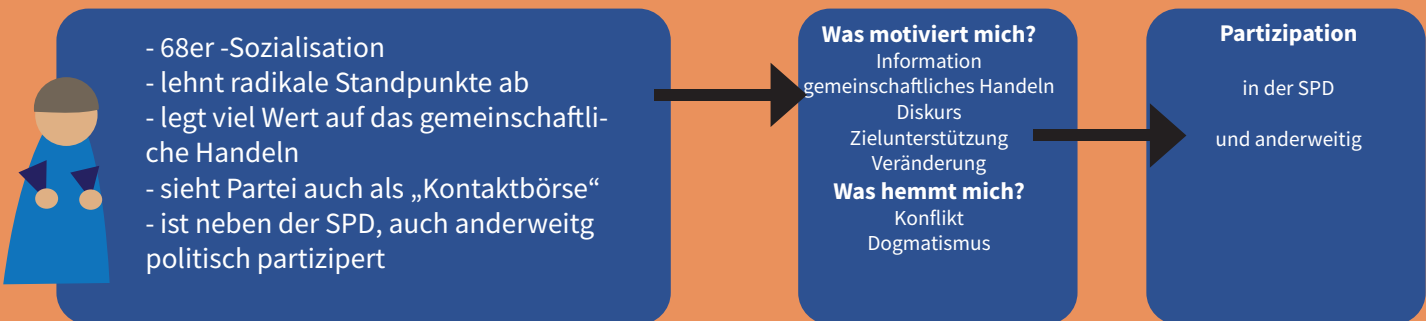 - 68er -Sozialisation
- lehnt radikale Standpunkte ab
- legt viel Wert auf das gemeinschaftli-
che Handeln
- sieht Partei auch als „Kontaktbörse“
- ist neben der SPD, auch anderweitg
politisch partizipert
Was motiviert mich?
Information
gemeinschaftliches Handeln
Diskurs
Zielunterstützung
Veränderung
Was hemmt mich?
Konflikt
Dogmatismus
Partizipation
in der SPD
und anderweitig